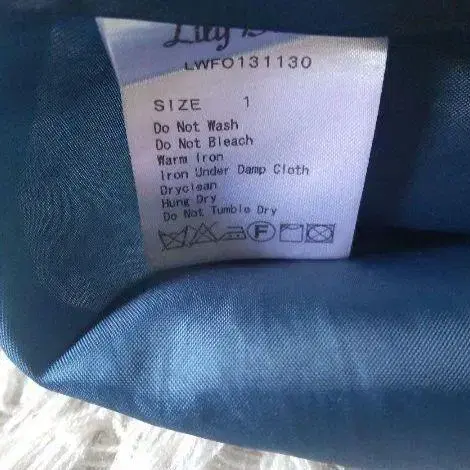 Lily
LWFO131130
SIZE 1
Do Not Wash
Do Not Bleach
Warm Iron
Iron Under Damp Cloth
Dryclean
Hung Dry
Do Not Tumble Dry
F